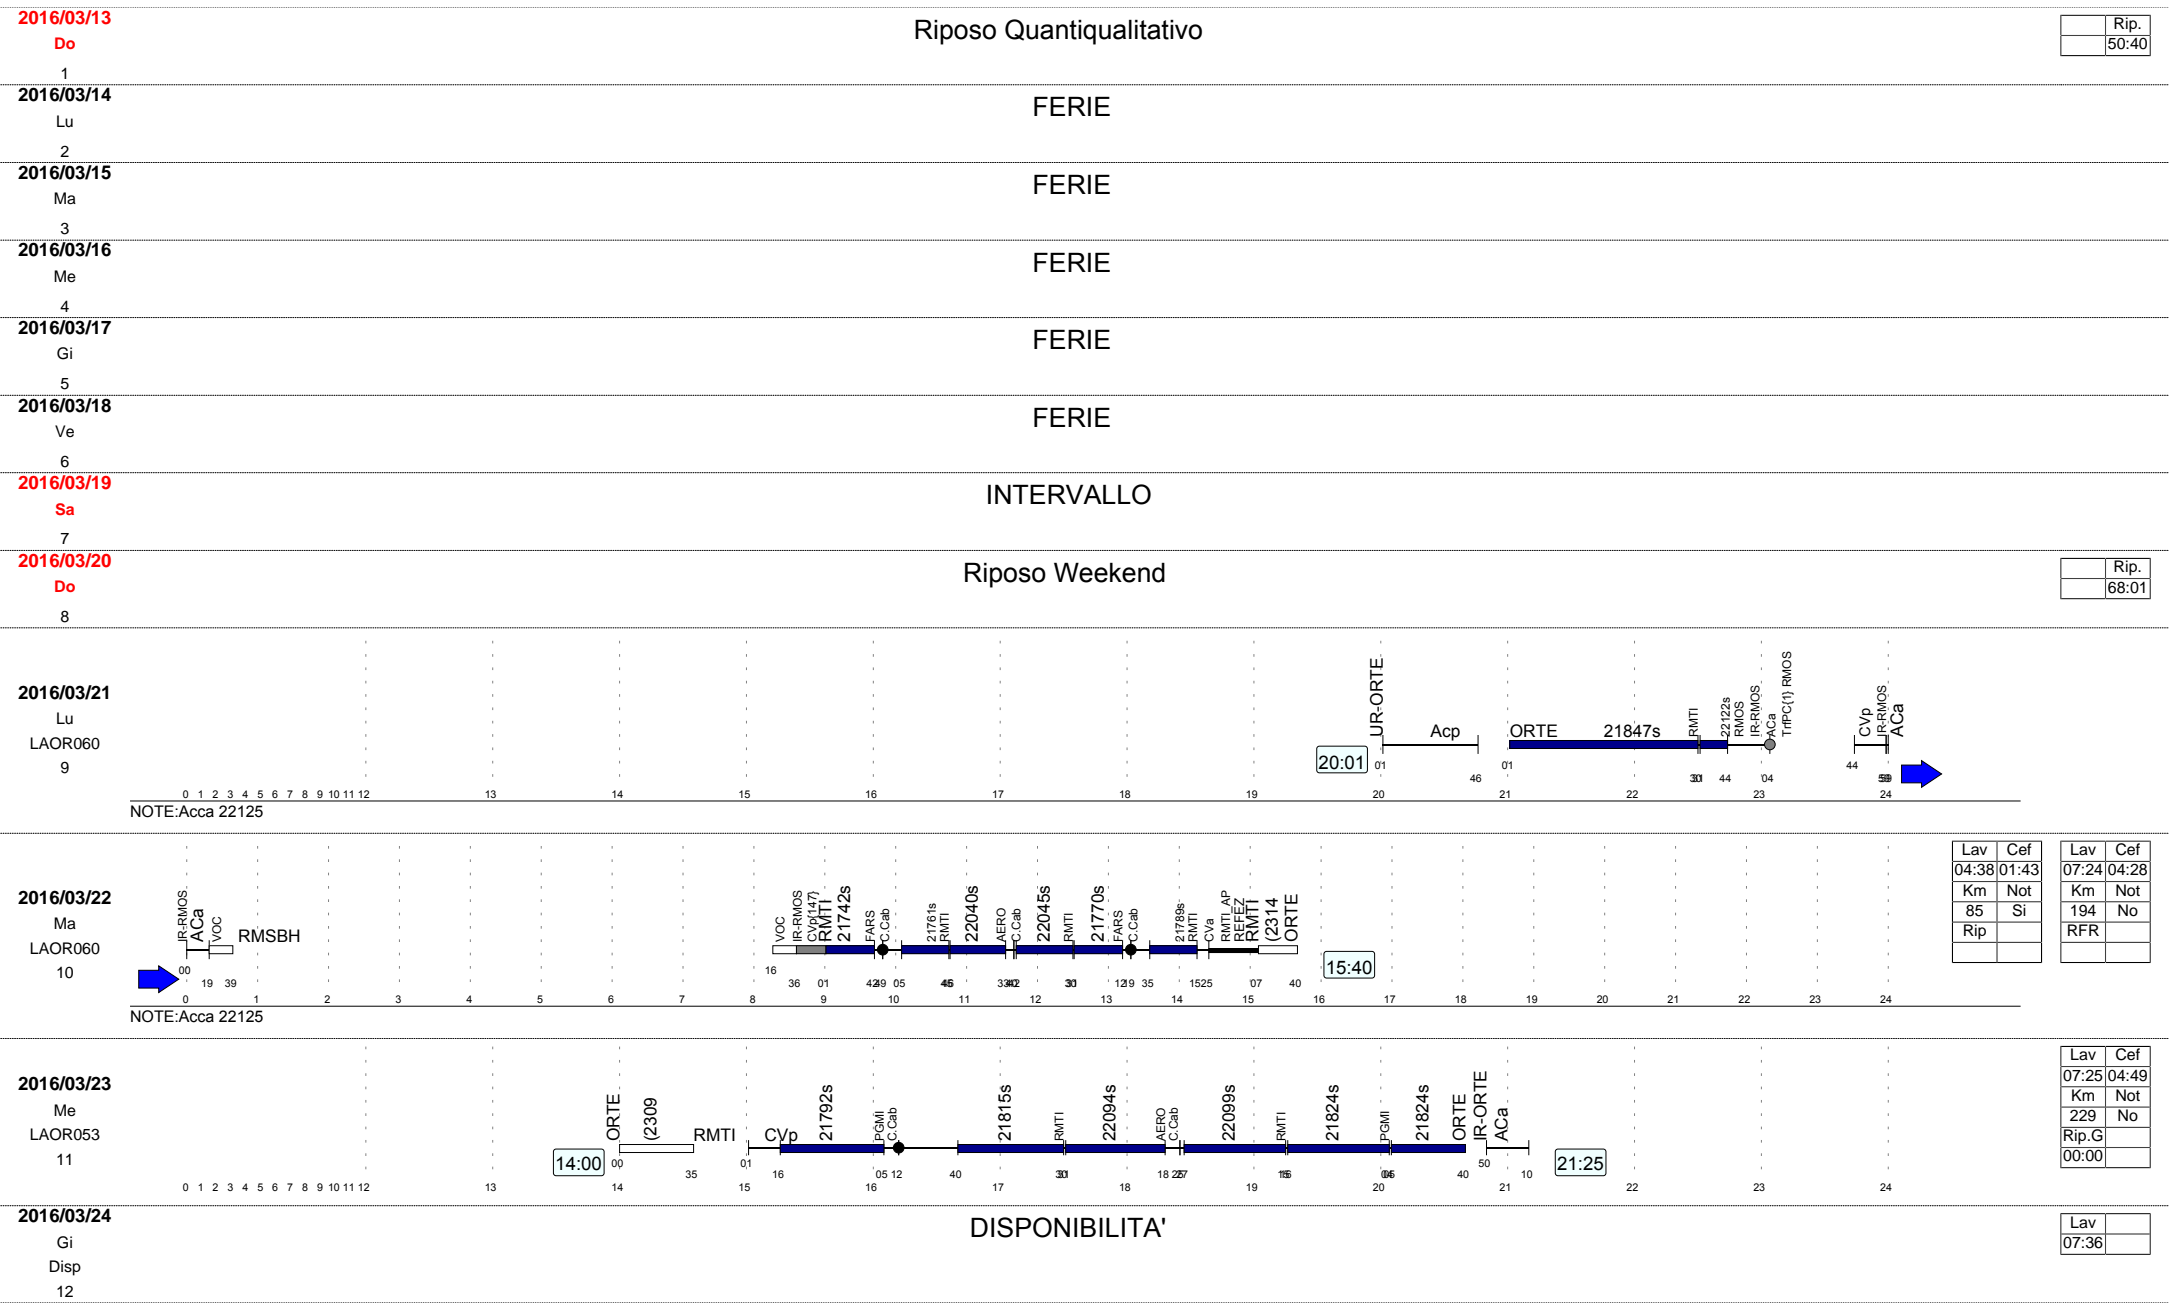 2016/03/13
Do
1
Riposo Quantiqualitativo
Rip.
50:40
2016/03/14
Lu
2
FERIE
2016/03/15
Ma
3
FERIE
2016/03/16
Me
4
FERIE
2016/03/17
Gi
5
FERIE
2016/03/18
Ve
6
FERIE
2016/03/19
Sa
7
INTERVALLO
2016/03/20
Do
8
Riposo Weekend
Rip.
68:01
2016/03/21
Lu
LAOR060
9
20:01
UR-ORTE
Acp
ORTE
21847s
RMTI
22122s
RMOS
IR-RMOS
ACa
TrfPC{1} RMOS
CVp
IR-RMOS
ACa
01 46 01 44 04 44
0 1 2 3 4 5 6 7 8 9 10 11 12 13 14 15 16 17 18 19 20 21 22 23 24
NOTE:Acca 22125
2016/03/22
Ma
LAOR060
10
IR-RMOS
ACa
VOC
RMSBH
VOC
IR-RMOS
CVp{147}
RMTI
21742s
FARS
C.Cab
21761s
RMTI
22040s
AERO
C.Cab
22045s
RMTI
21770s
FARS
C.Cab
21789s
RMTI
CVa
RMTI_AP
REFEZ
RMTI
(2314
ORTE
15:40
00 19 39 16 36 01 05 35 15 25 07 40
0 1 2 3 4 5 6 7 8 9 10 11 12 13 14 15 16 17 18 19 20 21 22 23 24
NOTE:Acca 22125
Lav Cef
04:38 01:43
Km Not
85 Si
Rip
Lav Cef
07:24 04:28
Km Not
194 No
RFR
2016/03/23
Me
LAOR053
11
14:00
ORTE
(2309
RMTI
CVp
21792s
PGMI
C.Cab
21815s
RMTI
22094s
AERO
C.Cab
22099s
RMTI
21824s
PGMI
21824s
ORTE
IR-ORTE
ACa
21:25
00 35 01 16 05 12 40 18 40 50 10
0 1 2 3 4 5 6 7 8 9 10 11 12 13 14 15 16 17 18 19 20 21 22 23 24
Lav Cef
07:25 04:49
Km Not
229 No
Rip.G
00:00
2016/03/24
Gi
Disp
12
DISPONIBILITA'
Lav
07:36